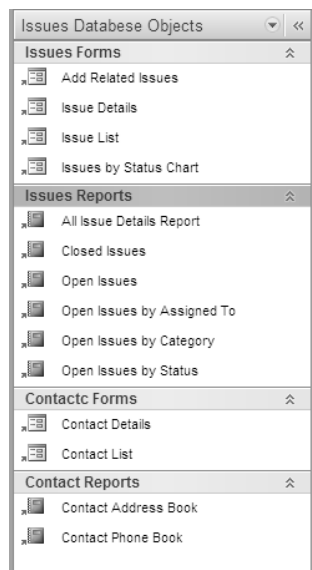 Issues Databese Objects
Issues Forms
Add Related Issues
Issue Details
Issue List
Issues by Status Chart
Issues Reports
All Issue Details Report
Closed Issues
Open Issues
Open Issues by Assigned To
Open Issues by Category
Open Issues by Status
Contactc Forms
Contact Details
Contact List
Contact Reports
Contact Address Book
Contact Phone Book